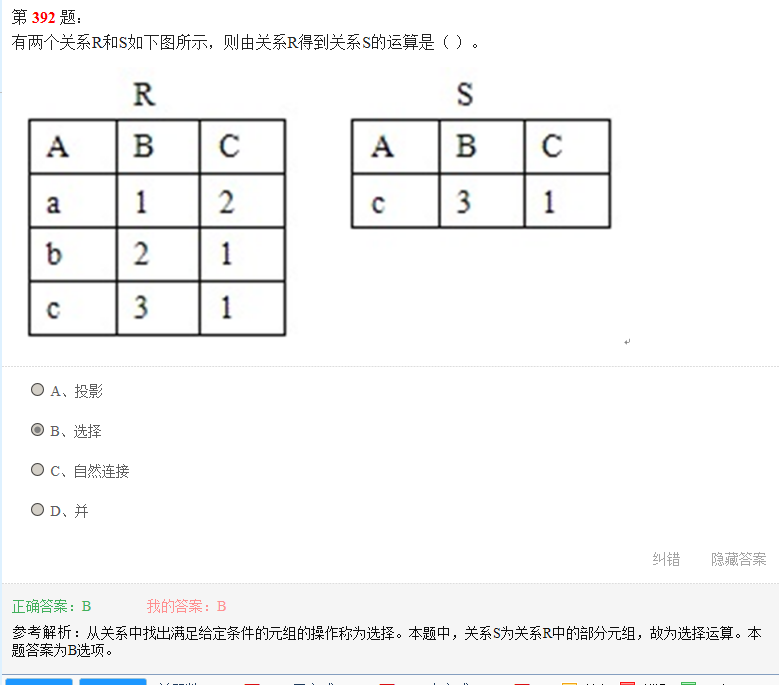 第 392 题：
有两个关系R和S如下图所示，则由关系R得到关系S的运算是（ ）。
R S
A B C A B C
a 1 2 c 3 1
b 2 1
c 3 1
A、投影
B、选择
C、自然连接
D、并
纠错 隐藏答案
正确答案：B 我的答案：B
参考解析：从关系中找出满足给定条件的元组的操作称为选择。本题中，关系S为关系R中的部分元组，故为选择运算。本
题答案为B选项。